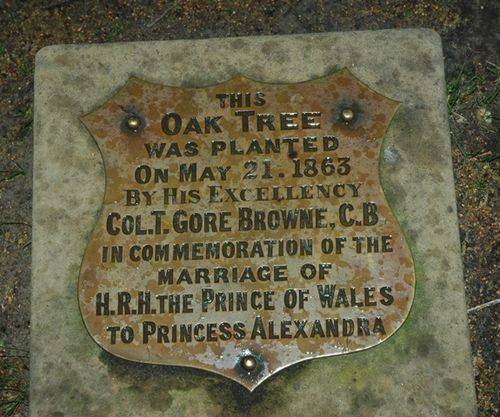 THIS
OAK TREE
WAS PLANTED
ON MAY 21. 1863
BY HIS EXCELLENCY
COL. T. GORE BROWNE, C.B.
IN COMMEMORATION OF THE
MARRIAGE OF
H.R.H. THE PRINCE OF WALES
TO PRINCESS ALEXANDRA